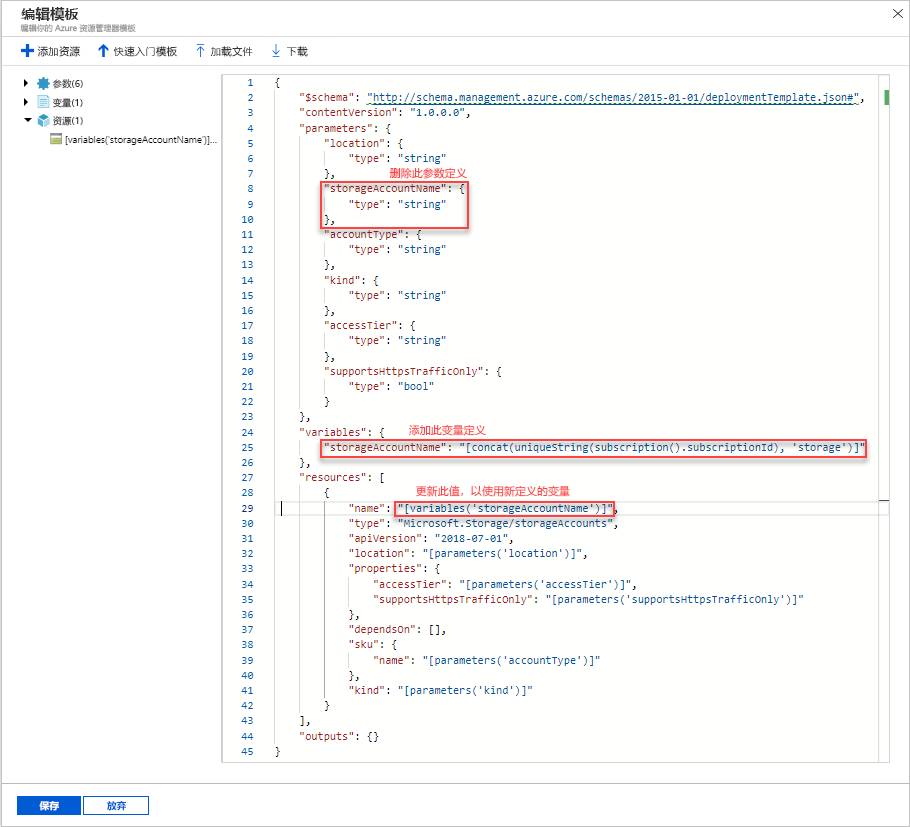 编辑模板
编辑你的 Azure 资源管理器模板
添加资源 快速入门模板 加载文件 下载
参数(6)
变量(1)
资源(1)
[variables('storageAccountName')]...
1 {
2 "$schema": "http://schema.management.azure.com/schemas/2015-01-01/deploymentTemplate.json#",
3 "contentVersion": "1.0.0.0",
4 "parameters": {
5 "location": {
6 "type": "string"
7 }, 删除此参数定义
8 "storageAccountName": {
9 "type": "string"
10 },
11 "accountType": {
12 "type": "string"
13 },
14 "kind": {
15 "type": "string"
16 },
17 "accessTier": {
18 "type": "string"
19 },
20 "supportsHttpsTrafficOnly": {
21 "type": "bool"
22 }
23 },
24 "variables": { 添加此变量定义
25 "storageAccountName": "[concat(uniqueString(subscription().subscriptionId), 'storage')]"
26 },
27 "resources": [
28 { 更新此值，以使用新定义的变量
29 "name": "[variables('storageAccountName')]",
30 "type": "Microsoft.Storage/storageAccounts",
31 "apiVersion": "2018-07-01",
32 "location": "[parameters('location')]",
33 "properties": {
34 "accessTier": "[parameters('accessTier')]",
35 "supportsHttpsTrafficOnly": "[parameters('supportsHttpsTrafficOnly')]"
36 },
37 "dependsOn": [],
38 "sku": {
39 "name": "[parameters('accountType')]"
40 },
41 "kind": "[parameters('kind')]"
42 }
43 ],
44 "outputs": {}
45 }
保存 放弃